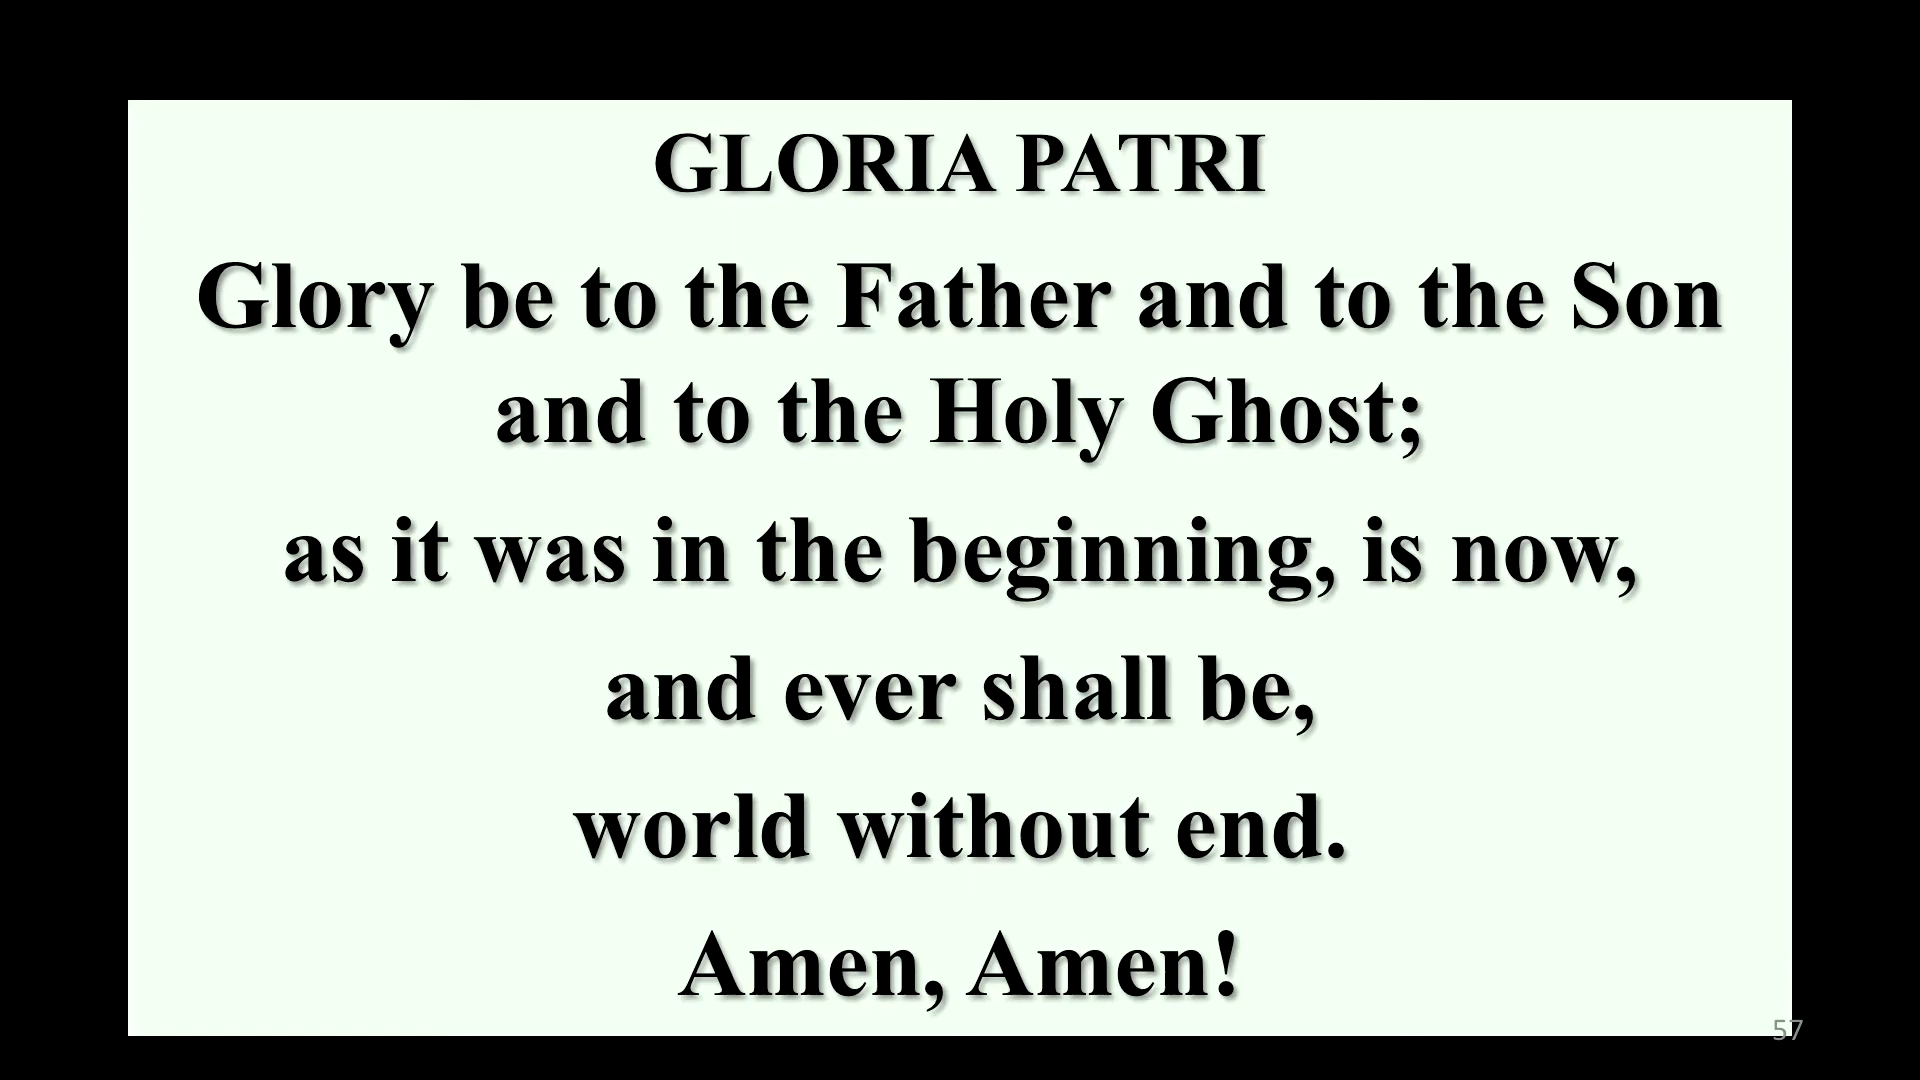 GLORIA PATRI
Glory be to the Father and to the Son
and to the Holy Ghost;
as it was in the beginning, is now,
and ever shall be,
world without end.
Amen, Amen!
57